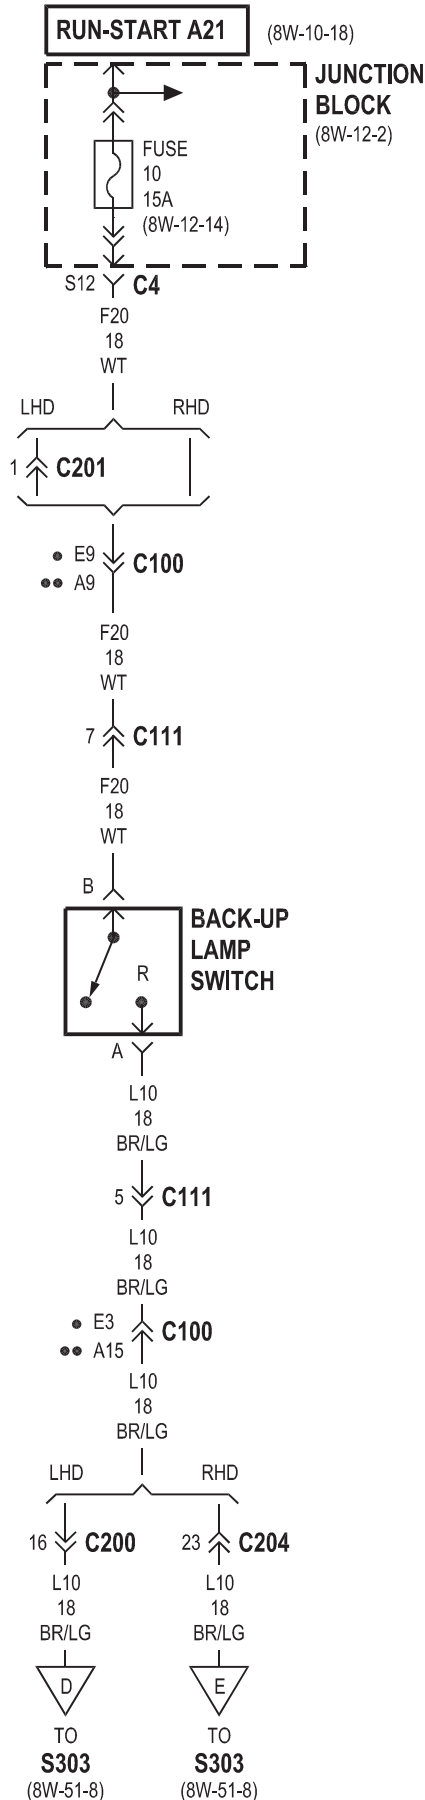 RUN-START A21 (8W-10-18)
JUNCTION
BLOCK
(8W-12-2)
FUSE
10
15A
(8W-12-14)
S12 C4
F20
18
WT
LHD RHD
1 C201
E9 C100
A9
F20
18
WT
7 C111
F20
18
WT
B
BACK-UP
LAMP
SWITCH
R
A
L10
18
BR/LG
5 C111
L10
18
BR/LG
E3 C100
A15
L10
18
BR/LG
LHD RHD
16 C200 23 C204
L10 L10
18 18
BR/LG BR/LG
D E
TO TO
S303 S303
(8W-51-8) (8W-51-8)